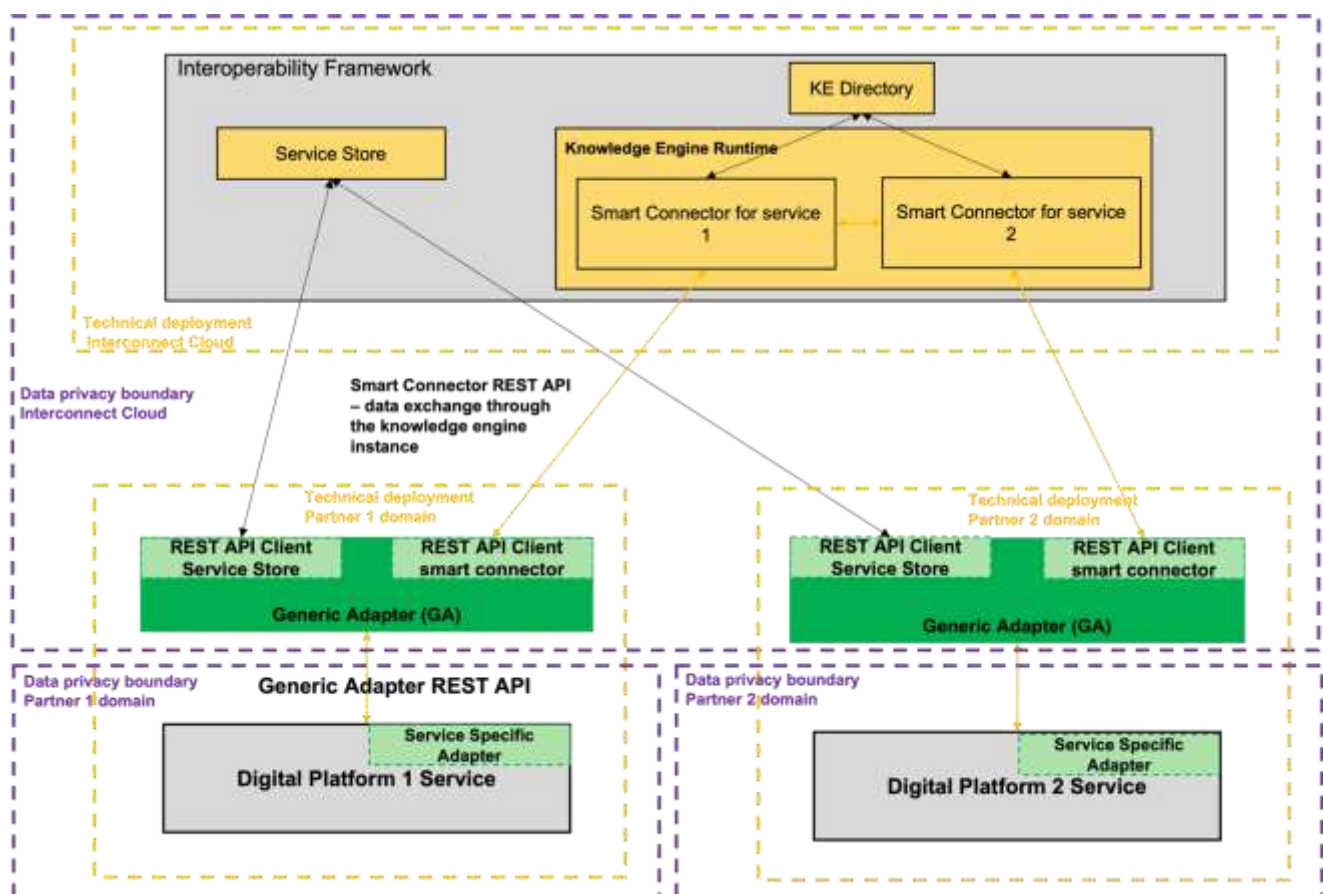 Interoperability Framework
KE Directory
Service Store
Knowledge Engine Runtime
Smart Connector for service
1
Smart Connector for service
2
Technical deployment
Interconnect Cloud
Data privacy boundary
Interconnect Cloud
Smart Connector REST API
– data exchange through
the knowledge engine
instance
Technical deployment
Partner 1 domain
Technical deployment
Partner 2 domain
REST API Client
Service Store
REST API Client
smart connector
Generic Adapter (GA)
REST API Client
Service Store
REST API Client
smart connector
Generic Adapter (GA)
Data privacy boundary
Partner 1 domain
Generic Adapter REST API
Data privacy boundary
Partner 2 domain
Service Specific
Adapter
Digital Platform 1 Service
Service Specific
Adapter
Digital Platform 2 Service